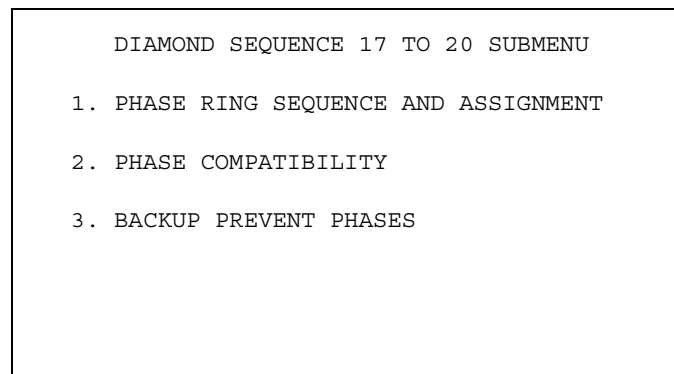 DIAMOND SEQUENCE 17 TO 20 SUBMENU
1. PHASE RING SEQUENCE AND ASSIGNMENT
2. PHASE COMPATIBILITY
3. BACKUP PREVENT PHASES